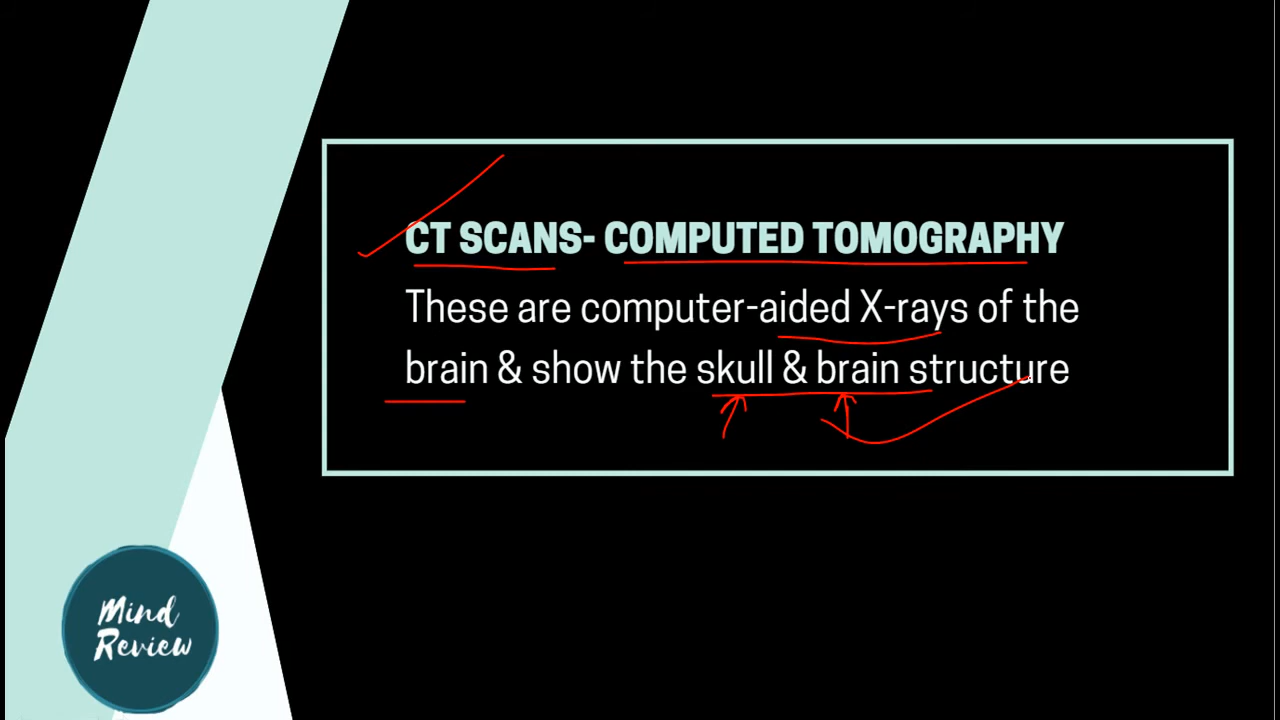 CT SCANS- COMPUTED TOMOGRAPHY
These are computer-aided X-rays of the
brain & show the skull & brain structure
Mind
Review